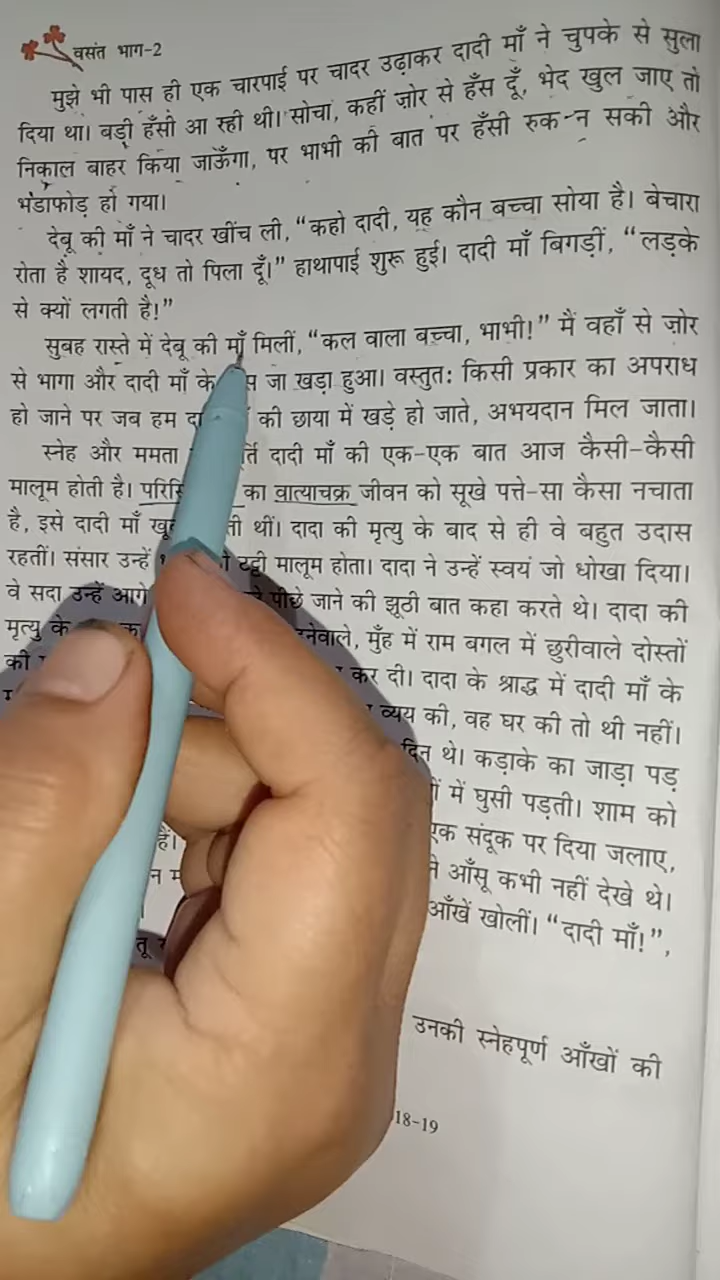 वसंत भाग-2
मुझे भी पास ही एक चारपाई पर चादर उढ़ाकर दादी माँ ने चुपके से सुला
दिया था। बड़ी हँसी आ रही थी। सोचा, कहीं ज़ोर से हँस दूँ, भेद खुल जाए तो
निकाल बाहर किया जाऊँगा, पर भाभी की बात पर हँसी रुक न सकी और
भंडाफोड़ हो गया।
देबू की माँ ने चादर खींच ली, “कहो दादी, यह कौन बच्चा सोया है। बेचारा
रोता है शायद, दूध तो पिला दूँ।” हाथापाई शुरू हुई। दादी माँ बिगड़ीं, “लड़के
से क्यों लगती है!”
सुबह रास्ते में देबू की माँ मिलीं, “कल वाला बच्चा, भाभी!” मैं वहाँ से ज़ोर
से भागा और दादी माँ के जा खड़ा हुआ। वस्तुतः किसी प्रकार का अपराध
हो जाने पर जब हम की छाया में खड़े हो जाते, अभयदान मिल जाता।
स्नेह और ममता दादी माँ की एक-एक बात आज कैसी-कैसी
मालूम होती है। का वात्याचक्र जीवन को सूखे पत्ते-सा कैसा नचाता
है, इसे दादी माँ थीं। दादा की मृत्यु के बाद से ही वे बहुत उदास
रहतीं। संसार उन्हें टट्टी मालूम होता। दादा ने उन्हें स्वयं जो धोखा दिया।
वे सदा उन्हें आगे पीछे जाने की झूठी बात कहा करते थे। दादा की
मृत्यु के मुँह में राम बगल में छुरीवाले दोस्तों
की कर दी। दादा के श्राद्ध में दादी माँ के
व्यय की, वह घर की तो थी नहीं।
दिन थे। कड़ाके का जाड़ा पड़
में घुसी पड़ती। शाम को
एक संदूक पर दिया जलाए,
आँसू कभी नहीं देखे थे।
आँखें खोलीं। “दादी माँ!”,
उनकी स्नेहपूर्ण आँखों की
18-19